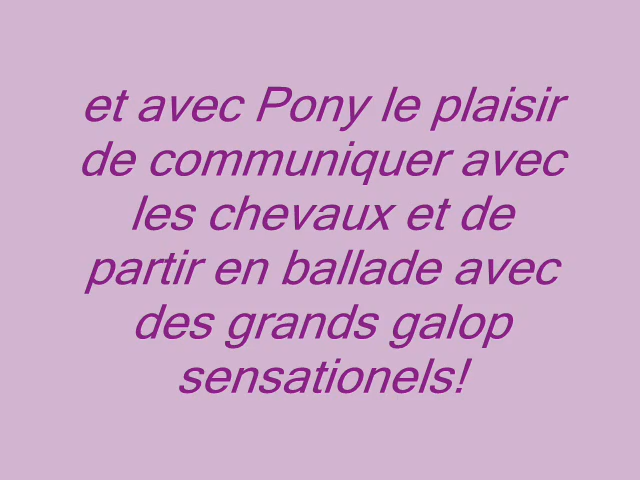 et avec Pony le plaisir
de communiquer avec
les chevaux et de
partir en ballade avec
des grands galop
sensationels!